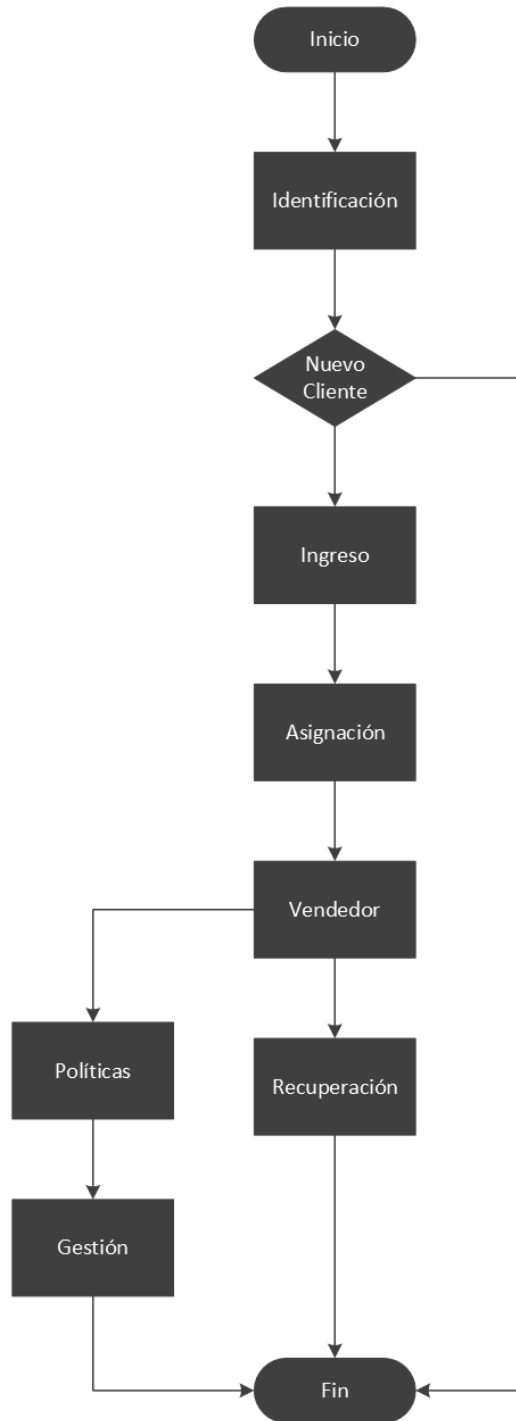 Inicio
Identificación
Nuevo
Cliente
Ingreso
Asignación
Vendedor
Políticas
Recuperación
Gestión
Fin